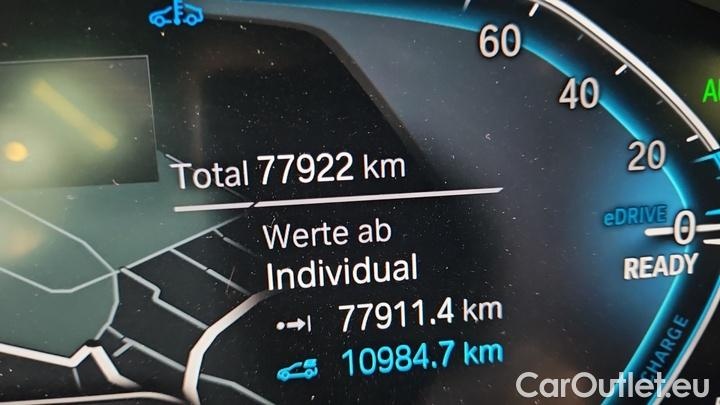 60
40
A
Total 77922 km
20
Werte ab
eDRIVE
0
Individual
READY
77911.4 km
10984.7 km
CHARGE
CarOutlet.eu